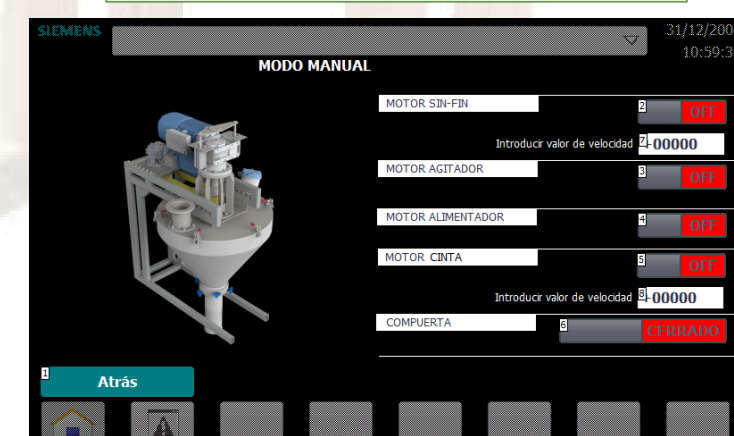 SIEMENS
31/12/200
10:59:3
MODO MANUAL
MOTOR SIN-FIN
2
OFF
Introducir valor de velocidad
7
+00000
MOTOR AGITADOR
3
OFF
MOTOR ALIMENTADOR
4
OFF
MOTOR CINTA
5
OFF
Introducir valor de velocidad
8
+00000
COMPUERTA
6
CERRADO
1
Atrás